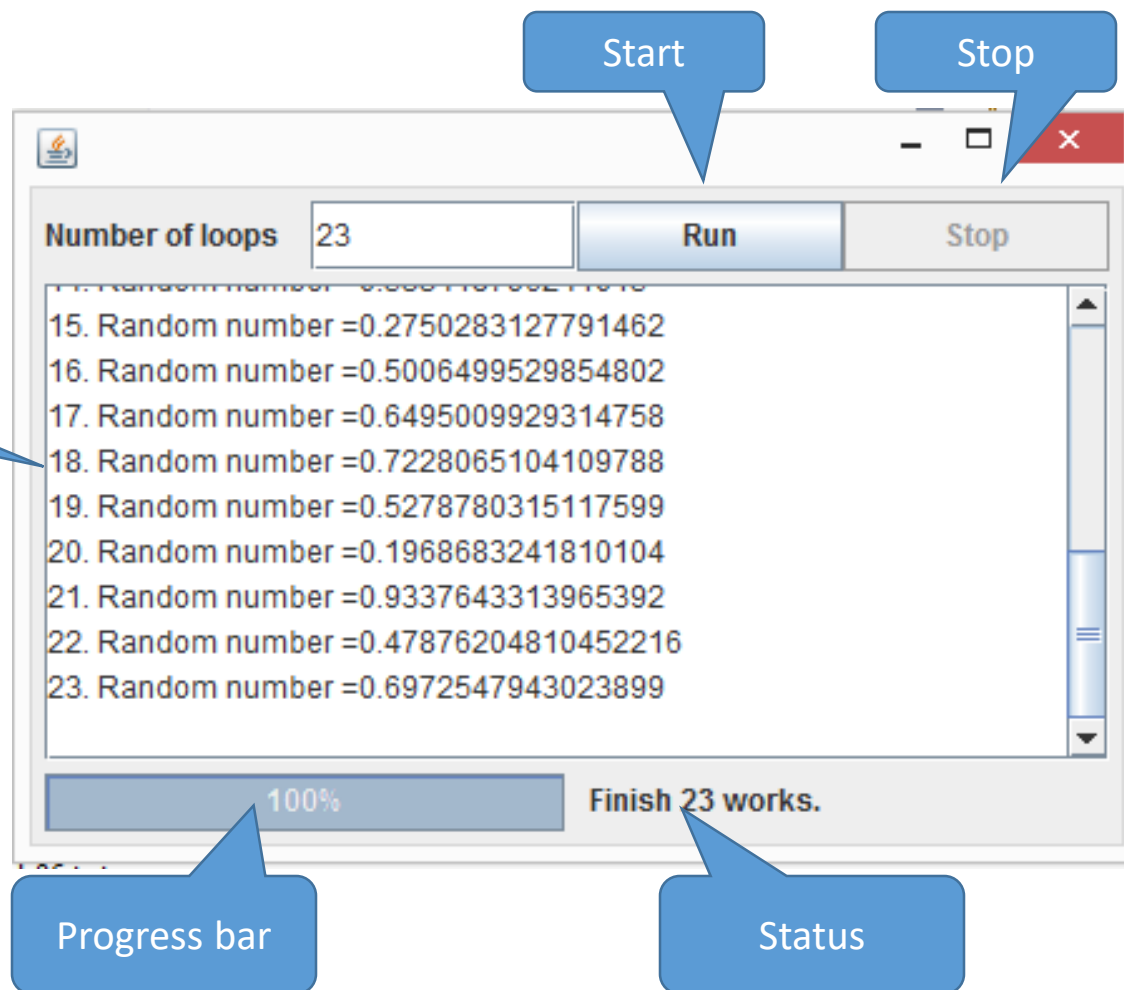 Start
Stop
Number of loops 23 Run Stop
15. Random number =0.2750283127791462
16. Random number =0.5006499529854802
17. Random number =0.6495009929314758
18. Random number =0.7228065104109788
19. Random number =0.5278780315117599
20. Random number =0.1968683241810104
21. Random number =0.9337643313965392
22. Random number =0.47876204810452216
23. Random number =0.6972547943023899
100% Finish 23 works.
Progress bar
Status